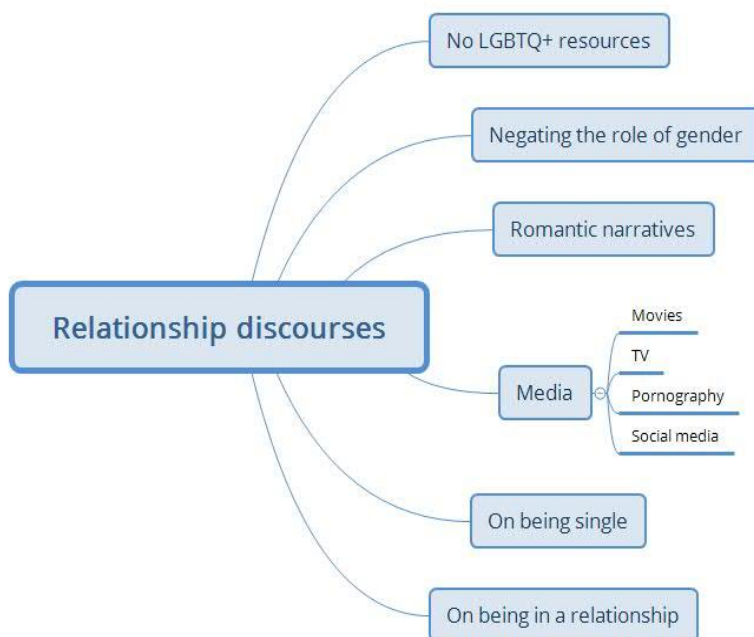 No LGBTQ+ resources
Negating the role of gender
Romantic narratives
Relationship discourses
Movies
TV
Media
Pornography
Social media
On being single
On being in a relationship